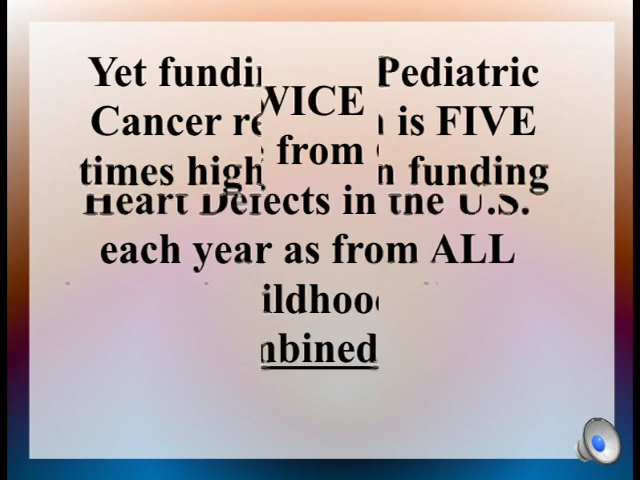 Yet fundi Pediatric
VICE
Cancer re is FIVE
from
times high n funding
Heart Defects in the U.S.
each year as from ALL
ildhoo
nbined